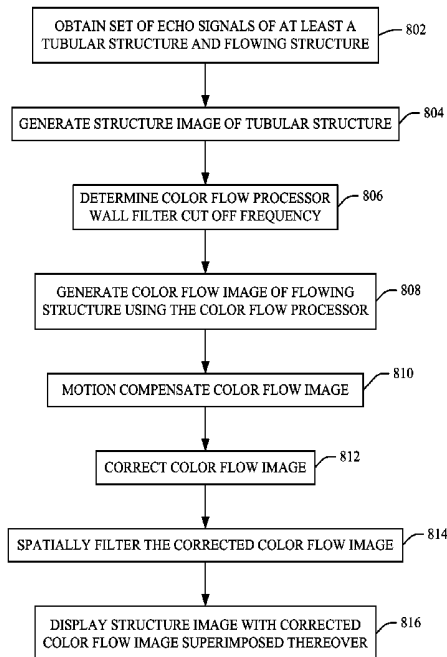 OBTAIN SET OF ECHO SIGNALS OF AT LEAST A
TUBULAR STRUCTURE AND FLOWING STRUCTURE
802
GENERATE STRUCTURE IMAGE OF TUBULAR STRUCTURE
804
DETERMINE COLOR FLOW PROCESSOR
WALL FILTER CUT OFF FREQUENCY
806
GENERATE COLOR FLOW IMAGE OF FLOWING
STRUCTURE USING THE COLOR FLOW PROCESSOR
808
MOTION COMPENSATE COLOR FLOW IMAGE
810
CORRECT COLOR FLOW IMAGE
812
SPATIALLY FILTER THE CORRECTED COLOR FLOW IMAGE
814
DISPLAY STRUCTURE IMAGE WITH CORRECTED
COLOR FLOW IMAGE SUPERIMPOSED THEREOVER
816